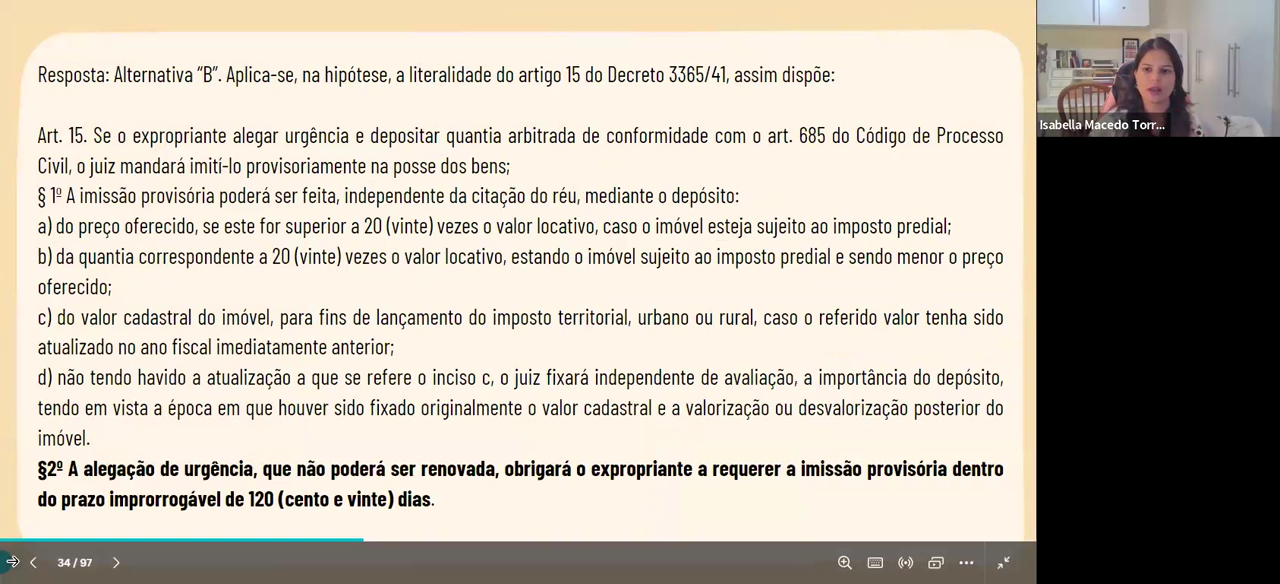 Resposta: Alternativa “B”. Aplica-se, na hipótese, a literalidade do artigo 15 do Decreto 3365/41, assim dispõe:
Art. 15. Se o expropriante alegar urgência e depositar quantia arbitrada de conformidade com o art. 685 do Código de Processo
Civil, o juiz mandará imití-lo provisoriamente na posse dos bens;
§ 1º A imissão provisória poderá ser feita, independente da citação do réu, mediante o depósito:
a) do preço oferecido, se este for superior a 20 (vinte) vezes o valor locativo, caso o imóvel esteja sujeito ao imposto predial;
b) da quantia correspondente a 20 (vinte) vezes o valor locativo, estando o imóvel sujeito ao imposto predial e sendo menor o preço
oferecido;
c) do valor cadastral do imóvel, para fins de lançamento do imposto territorial, urbano ou rural, caso o referido valor tenha sido
atualizado no ano fiscal imediatamente anterior;
d) não tendo havido a atualização a que se refere o inciso c, o juiz fixará independente de avaliação, a importância do depósito,
tendo em vista a época em que houver sido fixado originalmente o valor cadastral e a valorização ou desvalorização posterior do
imóvel.
§2º A alegação de urgência, que não poderá ser renovada, obrigará o expropriante a requerer a imissão provisória dentro
do prazo improrrogável de 120 (cento e vinte) dias.
34 / 97
Isabella Macedo Torr...